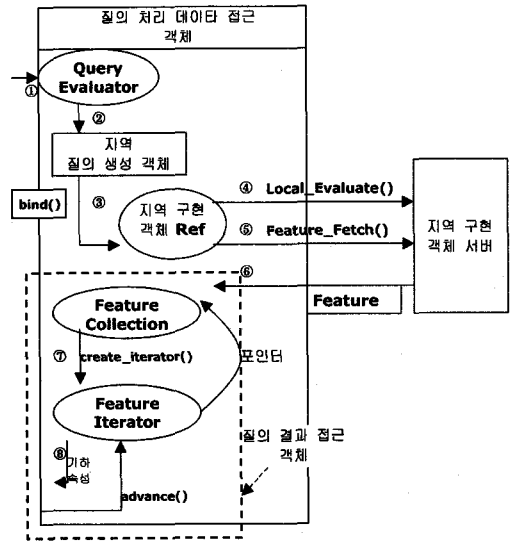 질의 처리 데이타 접근
객체
Query
Evaluator
①
②
지역
질의 생성 객체
bind()
③
지역 구현
객체 Ref
④ Local_Evaluate()
⑤ Feature_Fetch()
지역 구현
객체 서버
⑥
Feature
Feature
Collection
⑦ create_iterator()
포인터
Feature
Iterator
질의 결과 접근
객체
⑧
기하
속성
advance()